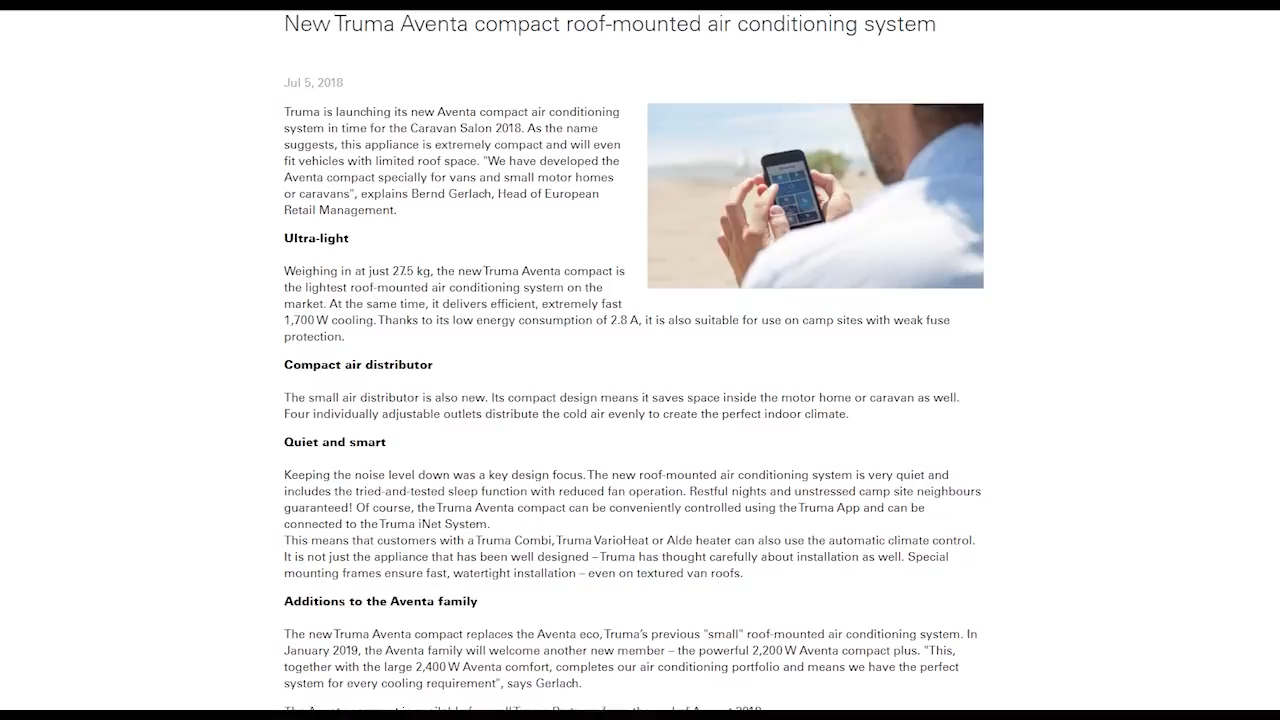 New Truma Aventa compact roof-mounted air conditioning system
Jul 5, 2018
Truma is launching its new Aventa compact air conditioning
system in time for the Caravan Salon 2018. As the name
suggests, this appliance is extremely compact and will even
fit vehicles with limited roof space. "We have developed the
Aventa compact specially for vans and small motor homes
or caravans", explains Bernd Gerlach, Head of European
Retail Management.
Ultra-light
Weighing in at just 27.5 kg, the new Truma Aventa compact is
the lightest roof-mounted air conditioning system on the
market. At the same time, it delivers efficient, extremely fast
1,700 W cooling. Thanks to its low energy consumption of 2.8 A, it is also suitable for use on camp sites with weak fuse
protection.
Compact air distributor
The small air distributor is also new. Its compact design means it saves space inside the motor home or caravan as well.
Four individually adjustable outlets distribute the cold air evenly to create the perfect indoor climate.
Quiet and smart
Keeping the noise level down was a key design focus. The new roof-mounted air conditioning system is very quiet and
includes the tried-and-tested sleep function with reduced fan operation. Restful nights and unstressed camp site neighbours
guaranteed! Of course, the Truma Aventa compact can be conveniently controlled using the Truma App and can be
connected to the Truma iNet System.
This means that customers with a Truma Combi, Truma VarioHeat or Alde heater can also use the automatic climate control.
It is not just the appliance that has been well designed – Truma has thought carefully about installation as well. Special
mounting frames ensure fast, watertight installation – even on textured van roofs.
Additions to the Aventa family
The new Truma Aventa compact replaces the Aventa eco, Truma's previous "small" roof-mounted air conditioning system. In
January 2019, the Aventa family will welcome another new member – the powerful 2,200 W Aventa compact plus. "This,
together with the large 2,400 W Aventa comfort, completes our air conditioning portfolio and means we have the perfect
system for every cooling requirement", says Gerlach.